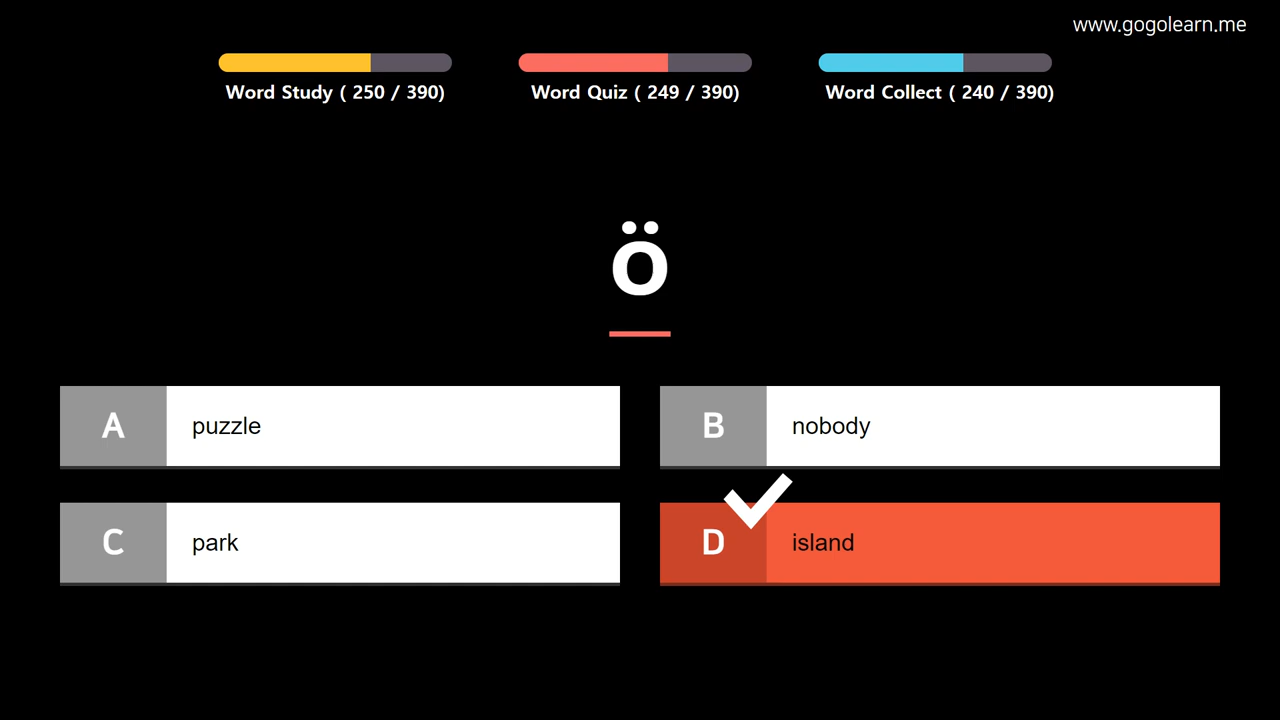 www.gogolearn.me
Word Study ( 250 / 390)
Word Quiz ( 249 / 390)
Word Collect ( 240 / 390)
ö
A puzzle
B nobody
C park
D island